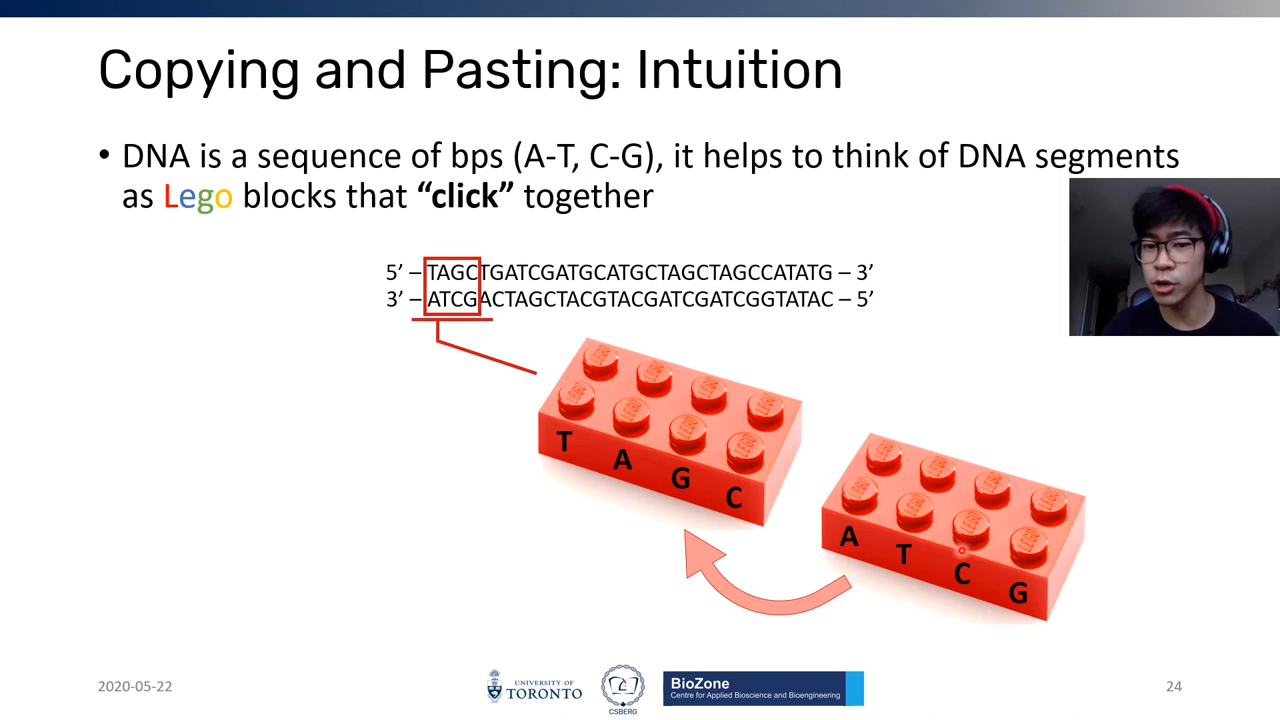 Copying and Pasting: Intuition
• DNA is a sequence of bps (A-T, C-G), it helps to think of DNA segments
as Lego blocks that “click” together
5’ – TAGCTGATCGATGCATGCTAGCTAGCCATATG – 3’
3’ – ATCGACTAGCTACGTACGATCGATCGGTATAC – 5’
T A G C
A T C G
2020-05-22
UNIVERSITY OF
TORONTO
CSBERG
BioZone
Centre for Applied Bioscience and Bioengineering
24